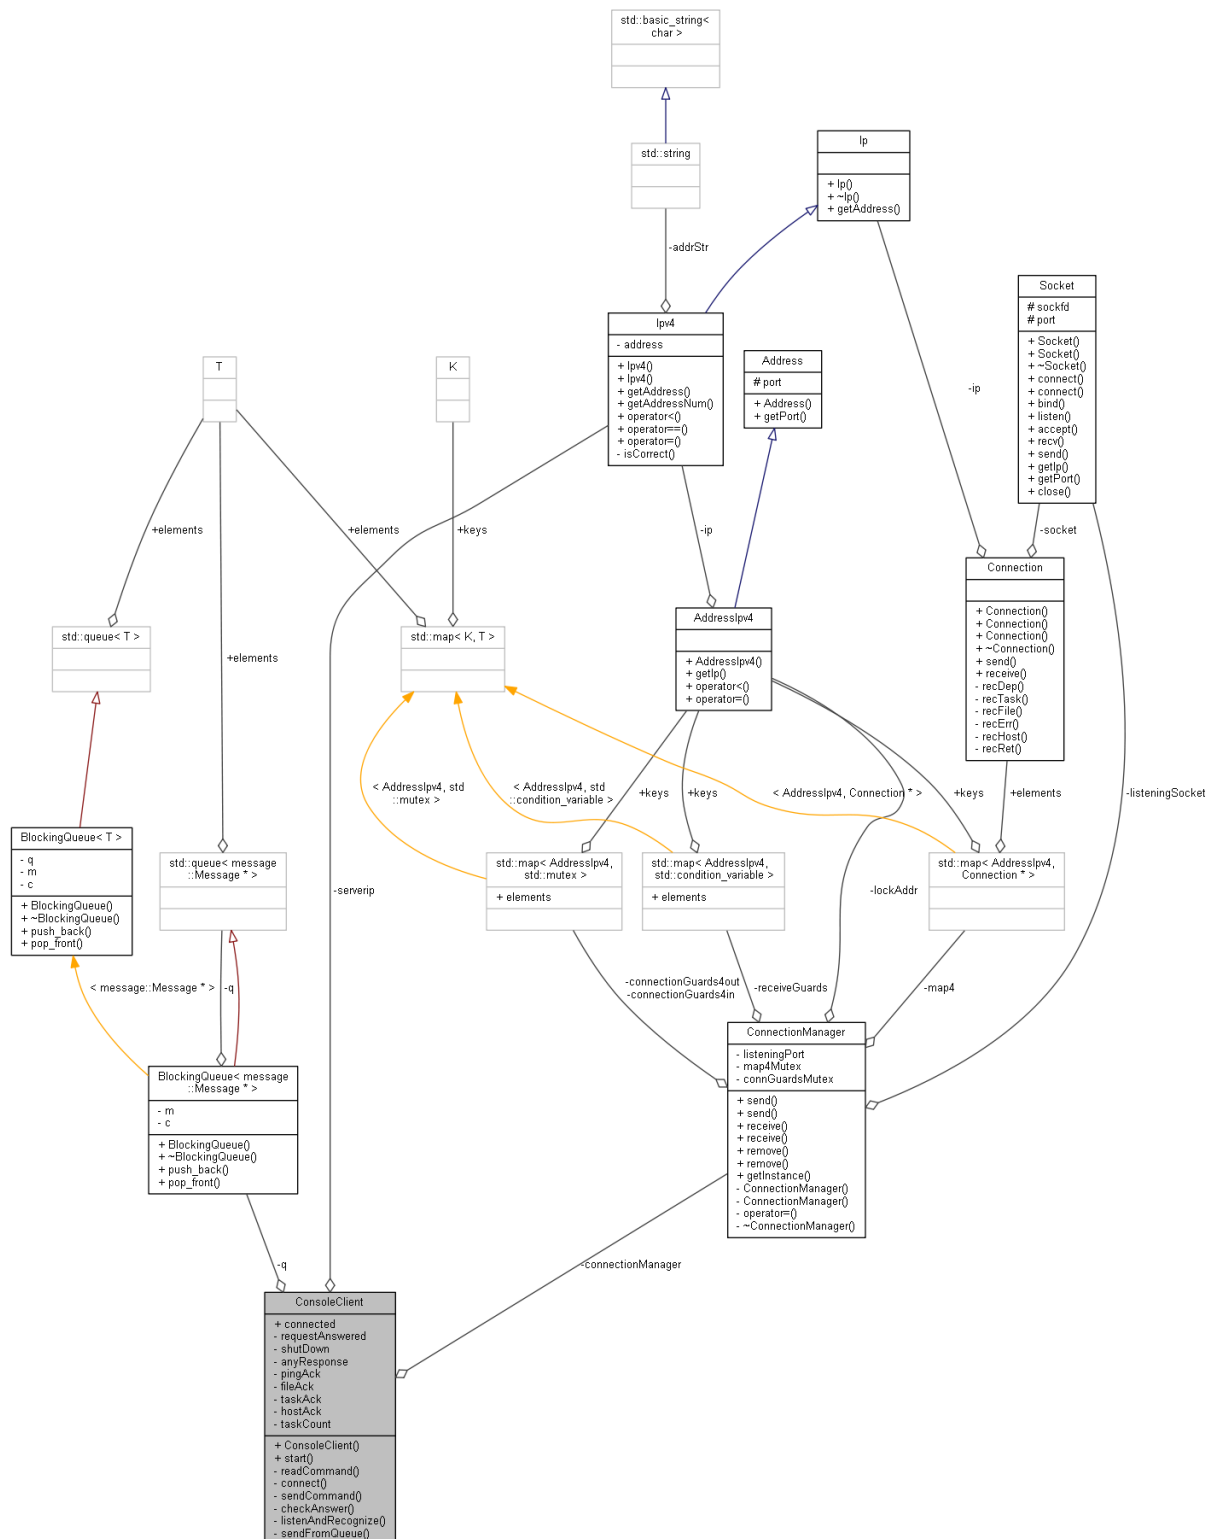 std::basic_string<
char >
std::string
-addrStr
Ip
+ Ip()
+ ~Ip()
+ getAddress()
Socket
# sockfd
# port
+ Socket()
+ Socket()
+ ~Socket()
+ connect()
+ connect()
+ bind()
+ listen()
+ accept()
+ recv()
+ send()
+ getIp()
+ getPort()
+ close()
Ipv4
- address
+ Ipv4()
+ Ipv4()
+ getAddress()
+ getAddressNum()
+ operator<()
+ operator==()
+ operator=()
- isCorrect()
Address
# port
+ Address()
+ getPort()
T
K
-ip
+elements
+elements
+keys
-ip
-socket
Connection
+ Connection()
+ Connection()
+ Connection()
+ ~Connection()
+ send()
+ receive()
- recDep()
- recTask()
- recFile()
- recErr()
- recHost()
- recRet()
std::queue< T >
+elements
std::map< K, T >
AddressIpv4
+ AddressIpv4()
+ getIp()
+ operator<()
+ operator=()
< AddressIpv4, std
::mutex >
< AddressIpv4, std
::condition_variable >
+keys
+keys
< AddressIpv4, Connection * >
+keys
+elements
-listeningSocket
BlockingQueue< T >
- q
- m
- c
+ BlockingQueue()
+ ~BlockingQueue()
+ push_back()
+ pop_front()
std::queue< message
::Message * >
-serverip
std::map< AddressIpv4,
std::mutex >
+ elements
std::map< AddressIpv4,
std::condition_variable >
+ elements
-lockAddr
std::map< AddressIpv4,
Connection * >
< message::Message * >
-q
-connectionGuards4out
-connectionGuards4in
-receiveGuards
-map4
ConnectionManager
- listeningPort
- map4Mutex
- connGuardsMutex
+ send()
+ send()
+ receive()
+ receive()
+ remove()
+ remove()
+ getInstance()
- ConnectionManager()
- ConnectionManager()
- operator=()
- ~ConnectionManager()
BlockingQueue< message
::Message * >
- m
- c
+ BlockingQueue()
+ ~BlockingQueue()
+ push_back()
+ pop_front()
-q
-connectionManager
ConsoleClient
+ connected
- requestAnswered
- shutDown
- anyResponse
- pingAck
- fileAck
- taskAck
- hostAck
- taskCount
+ ConsoleClient()
+ start()
- readCommand()
- connect()
- sendCommand()
- checkAnswer()
- listenAndRecognize()
- sendFromQueue()